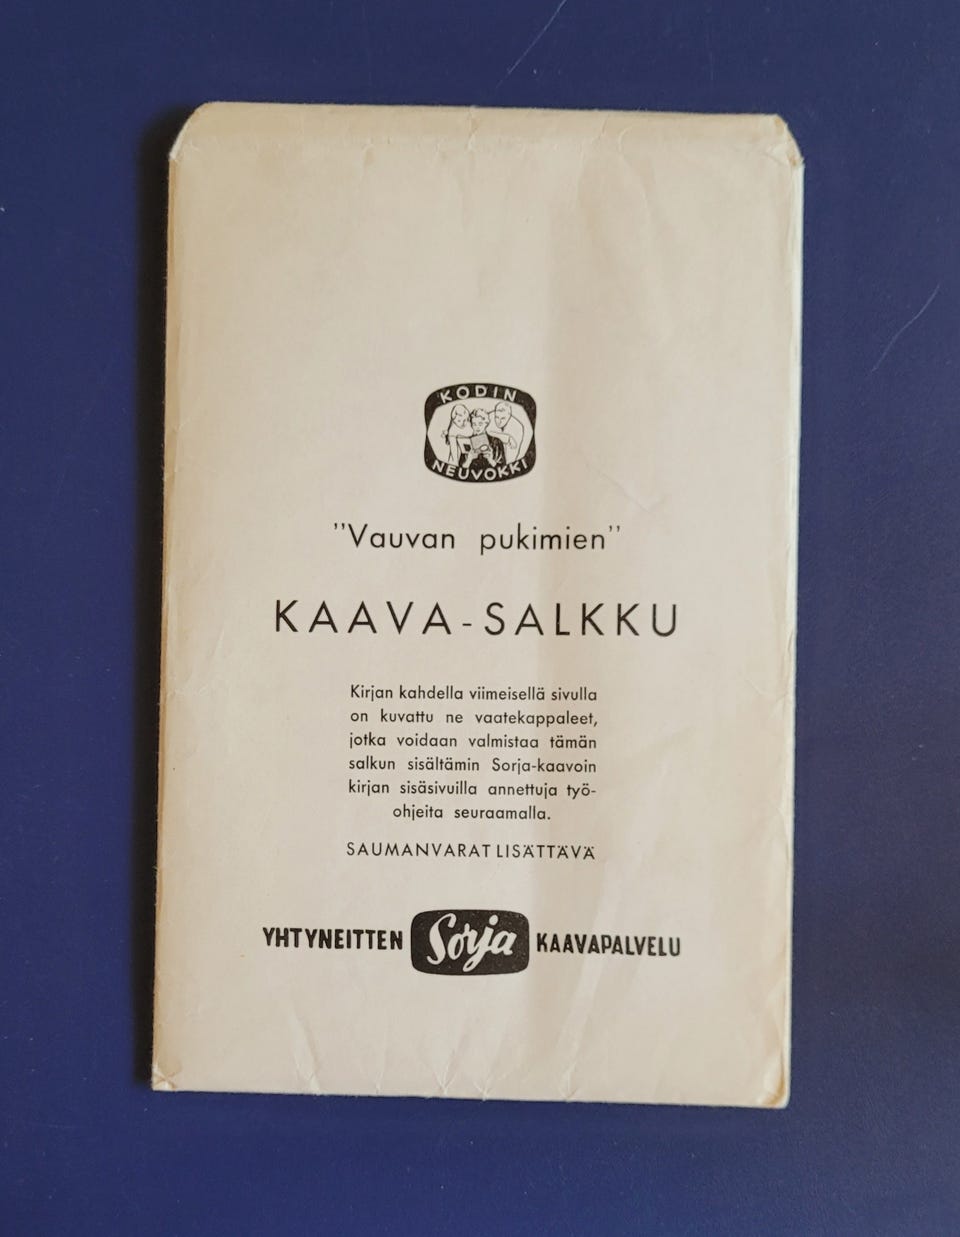 KODIN
NEUVOKKI
"Vauvan pukimien"
KAAVA-SALKKU
Kirjan kahdella viimeisellä sivulla
on kuvattu ne vaatekappaleet,
jotka voidaan valmistaa tämän
salkun sisältämin Sorja-kaavoin
kirjan sisäsivuilla annettuja työ-
ohjeita seuraamalla.
SAUMANVARAT LISÄTTÄVÄ
YHTYNEITTEN Sorja KAAVAPALVELU